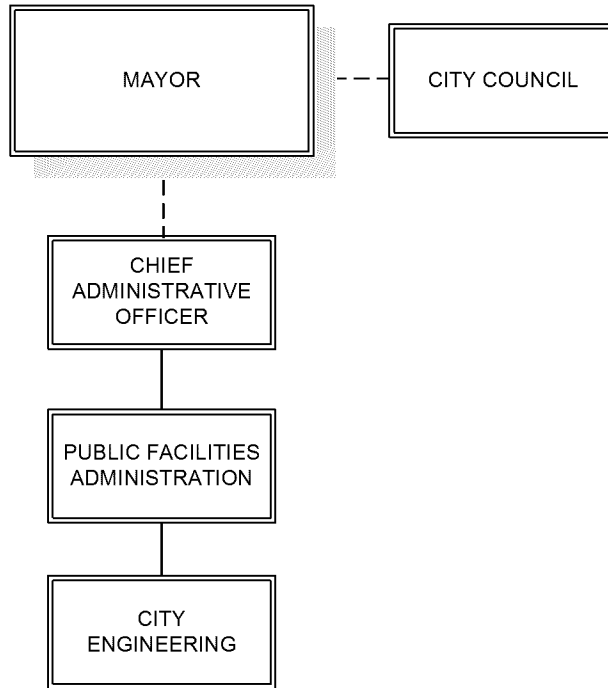 MAYOR
CITY COUNCIL
CHIEF
ADMINISTRATIVE
OFFICER
PUBLIC FACILITIES
ADMINISTRATION
CITY
ENGINEERING